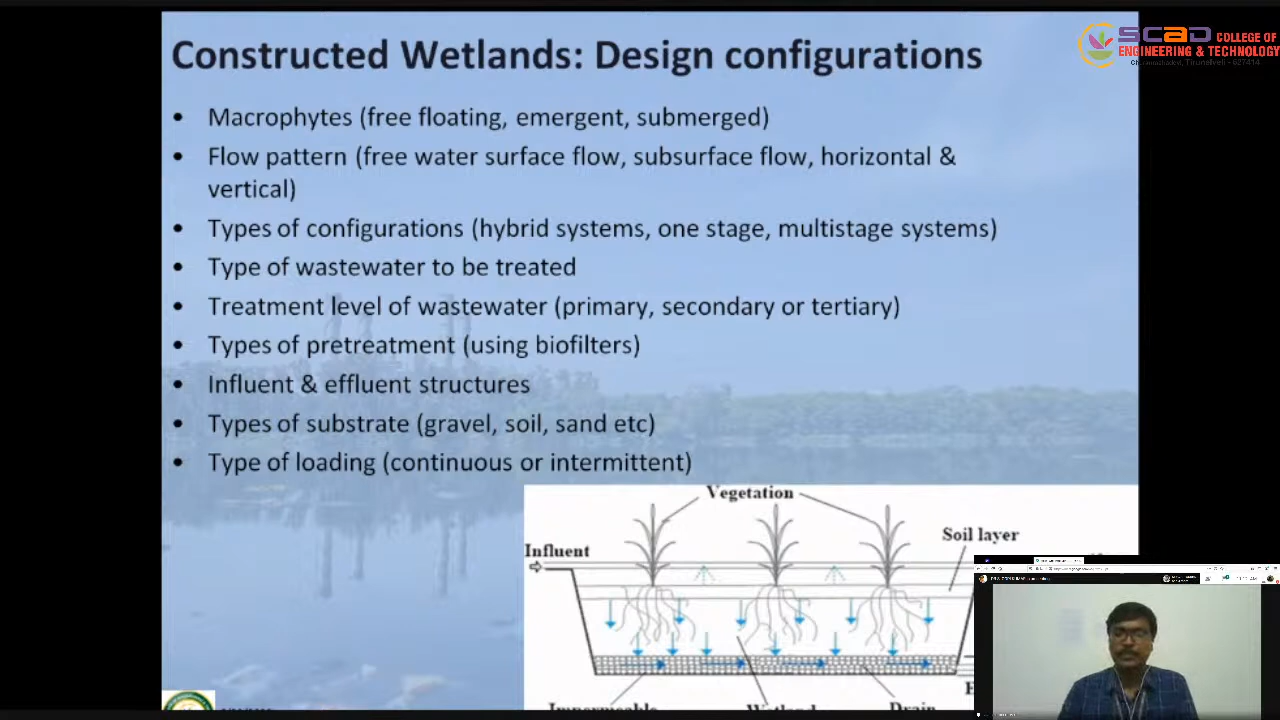 Constructed Wetlands: Design configurations
SCAD COLLEGE OF
ENGINEERING & TECHNOLOGY
• Macrophytes (free floating, emergent, submerged)
• Flow pattern (free water surface flow, subsurface flow, horizontal &
vertical)
• Types of configurations (hybrid systems, one stage, multistage systems)
• Type of wastewater to be treated
• Treatment level of wastewater (primary, secondary or tertiary)
• Types of pretreatment (using biofilters)
• Influent & effluent structures
• Types of substrate (gravel, soil, sand etc)
• Type of loading (continuous or intermittent)
Vegetation
Soil layer
Influent
Impermeable
Wetland
Drain